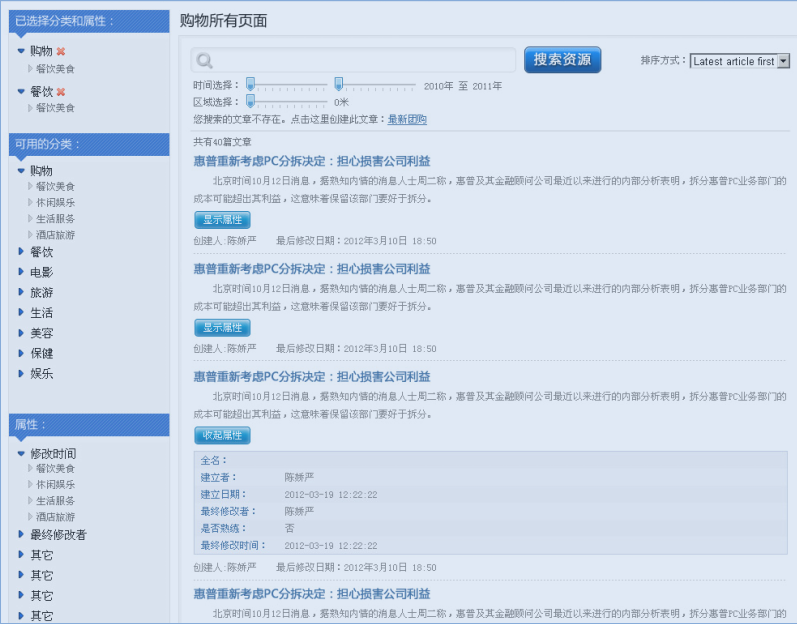 已选择分类和属性：
购物
餐饮美食
餐饮
餐饮美食
可用的分类：
购物
餐饮美食
休闲娱乐
生活服务
酒店旅游
餐饮
电影
旅游
生活
美容
保健
娱乐
属性：
修改时间
餐饮美食
休闲娱乐
生活服务
酒店旅游
最终修改者
其它
其它
其它
其它
购物所有页面
搜索资源
排序方式：Latest article first
时间选择： 2010年 至 2011年
区域选择： 0米
您搜索的文章不存在。点击这里创建此文章：最新团购
共有40篇文章
惠普重新考虑PC分拆决定：担心损害公司利益
北京时间10月12日消息，据熟知内情的消息人士周二称，惠普及其金融顾问公司最近以来进行的内部分析表明，拆分惠普PC业务部门的
成本可能超出其利益，这意味着保留该部门要好于拆分。
显示属性
创建人:陈娇严 最后修改日期：2012年3月10日 18:50
惠普重新考虑PC分拆决定：担心损害公司利益
北京时间10月12日消息，据熟知内情的消息人士周二称，惠普及其金融顾问公司最近以来进行的内部分析表明，拆分惠普PC业务部门的
成本可能超出其利益，这意味着保留该部门要好于拆分。
显示属性
创建人:陈娇严 最后修改日期：2012年3月10日 18:50
惠普重新考虑PC分拆决定：担心损害公司利益
北京时间10月12日消息，据熟知内情的消息人士周二称，惠普及其金融顾问公司最近以来进行的内部分析表明，拆分惠普PC业务部门的
成本可能超出其利益，这意味着保留该部门要好于拆分。
收起属性
全名：
建立者： 陈娇严
建立日期： 2012-03-19 12:22:22
最终修改者： 陈娇严
是否熟练： 否
最终修改时间： 2012-03-19 12:22:22
创建人:陈娇严 最后修改日期：2012年3月10日 18:50
惠普重新考虑PC分拆决定：担心损害公司利益
北京时间10月12日消息，据熟知内情的消息人士周二称，惠普及其金融顾问公司最近以来进行的内部分析表明，拆分惠普PC业务部门的